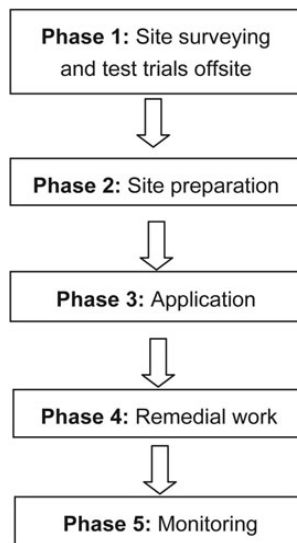 Phase 1: Site surveying
and test trials offsite
Phase 2: Site preparation
Phase 3: Application
Phase 4: Remedial work
Phase 5: Monitoring